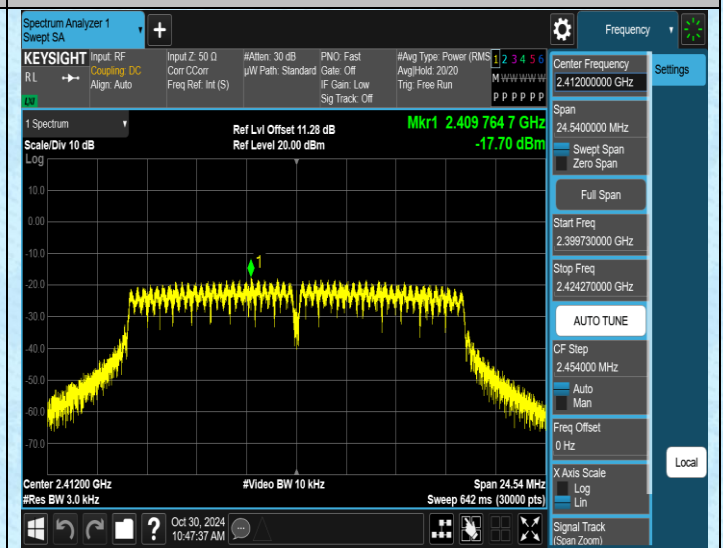 Spectrum Analyzer 1
Swept SA
+
Frequency
KEYSIGHT
R L
Input: RF
Coupling: DC
Align: Auto
Input Z: 50 Ω
Corr CCorr
Freq Ref: Int (S)
#Atten: 30 dB
µW Path: Standard
PNO: Fast
Gate: Off
IF Gain: Low
Sig Track: Off
#Avg Type: Power (RMS
Avg|Hold: 20/20
Trig: Free Run
1 2 3 4 5 6
M W W W W W
P P P P P P
1 Spectrum
Scale/Div 10 dB
Log
Ref Lvl Offset 11.28 dB
Ref Level 20.00 dBm
Mkr1 2.409 764 7 GHz
-17.70 dBm
10.0
0.00
-10.0
-20.0
-30.0
-40.0
-50.0
-60.0
-70.0
1
Center 2.41200 GHz
#Res BW 3.0 kHz
#Video BW 10 kHz
Span 24.54 MHz
Sweep 642 ms (30000 pts)
Center Frequency
2.412000000 GHz
Span
24.5400000 MHz
Swept Span
Zero Span
Full Span
Start Freq
2.399730000 GHz
Stop Freq
2.424270000 GHz
AUTO TUNE
CF Step
2.454000 MHz
Auto
Man
Freq Offset
0 Hz
X Axis Scale
Log
Lin
Signal Track
(Span Zoom)
Settings
Local
?
Oct 30, 2024
10:47:37 AM